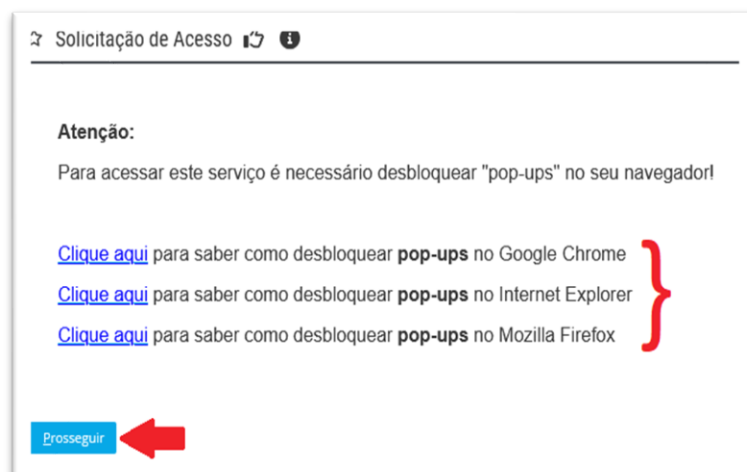 Solicitação de Acesso
Atenção:
Para acessar este serviço é necessário desbloquear "pop-ups" no seu navegador!
Clique aqui para saber como desbloquear pop-ups no Google Chrome
Clique aqui para saber como desbloquear pop-ups no Internet Explorer
Clique aqui para saber como desbloquear pop-ups no Mozilla Firefox
Prosseguir